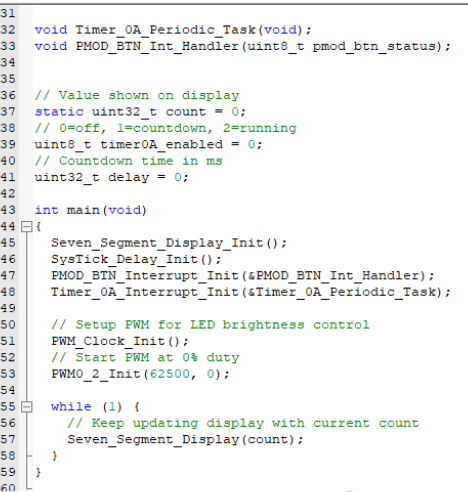 31
32 void Timer_0A_Periodic_Task(void);
33 void PMOD_BTN_Int_Handler(uint8_t pmod_btn_status);
34
35
36 // Value shown on display
37 static uint32_t count = 0;
38 // 0=off, 1=countdown, 2=running
39 uint8_t timer0A_enabled = 0;
40 // Countdown time in ms
41 uint32_t delay = 0;
42
43 int main(void)
44 {
45   Seven_Segment_Display_Init();
46   SysTick_Delay_Init();
47   PMOD_BTN_Interrupt_Init(&PMOD_BTN_Int_Handler);
48   Timer_0A_Interrupt_Init(&Timer_0A_Periodic_Task);
49
50   // Setup PWM for LED brightness control
51   PWM_Clock_Init();
52   // Start PWM at 0% duty
53   PWM0_2_Init(62500, 0);
54
55   while (1) {
56     // Keep updating display with current count
57     Seven_Segment_Display(count);
58   }
59 }
60